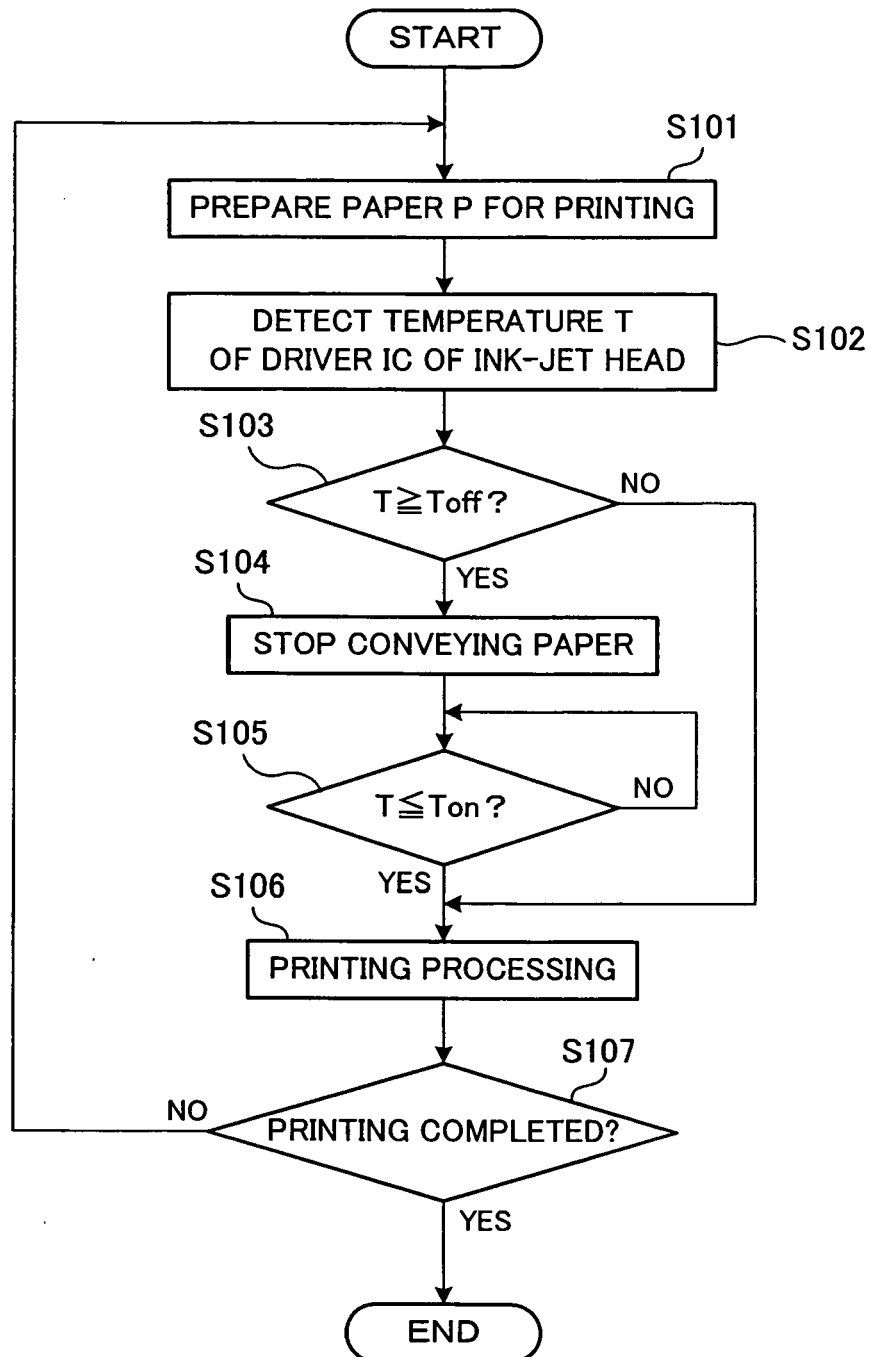 START
S101
PREPARE PAPER P FOR PRINTING
DETECT TEMPERATURE T
OF DRIVER IC OF INK-JET HEAD
S102
S103
T≧Toff?
NO
YES
S104
STOP CONVEYING PAPER
S105
T≦Ton?
NO
YES
S106
PRINTING PROCESSING
S107
NO
PRINTING COMPLETED?
YES
END